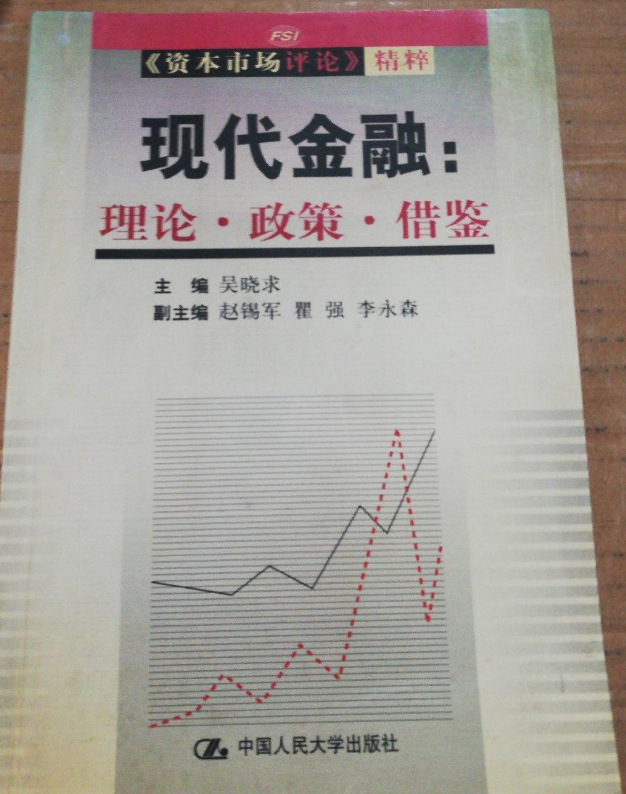 FSI
《资本市场评论》精粹
现代金融：
理论·政策·借鉴
主 编 吴晓求
副主编 赵锡军 瞿 强 李永森
中国人民大学出版社